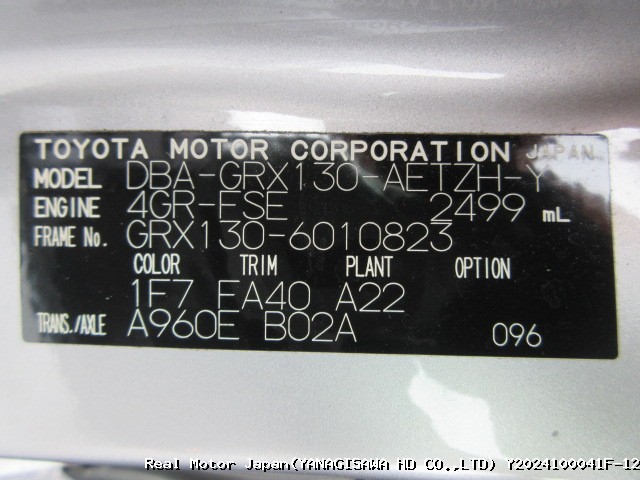 TOYOTA MOTOR CORPORATION JAPAN
MODEL DBA-GRX130-AETZH-Y
ENGINE 4GR-FSE 2499 mL
FRAME No. GRX130-6010823
COLOR TRIM PLANT OPTION
1F7 FA40 A22
TRANS./AXLE A960E B02A 096
Real Motor Japan(YANAGISAWA HD CO.,LTD) Y2024100041F-12